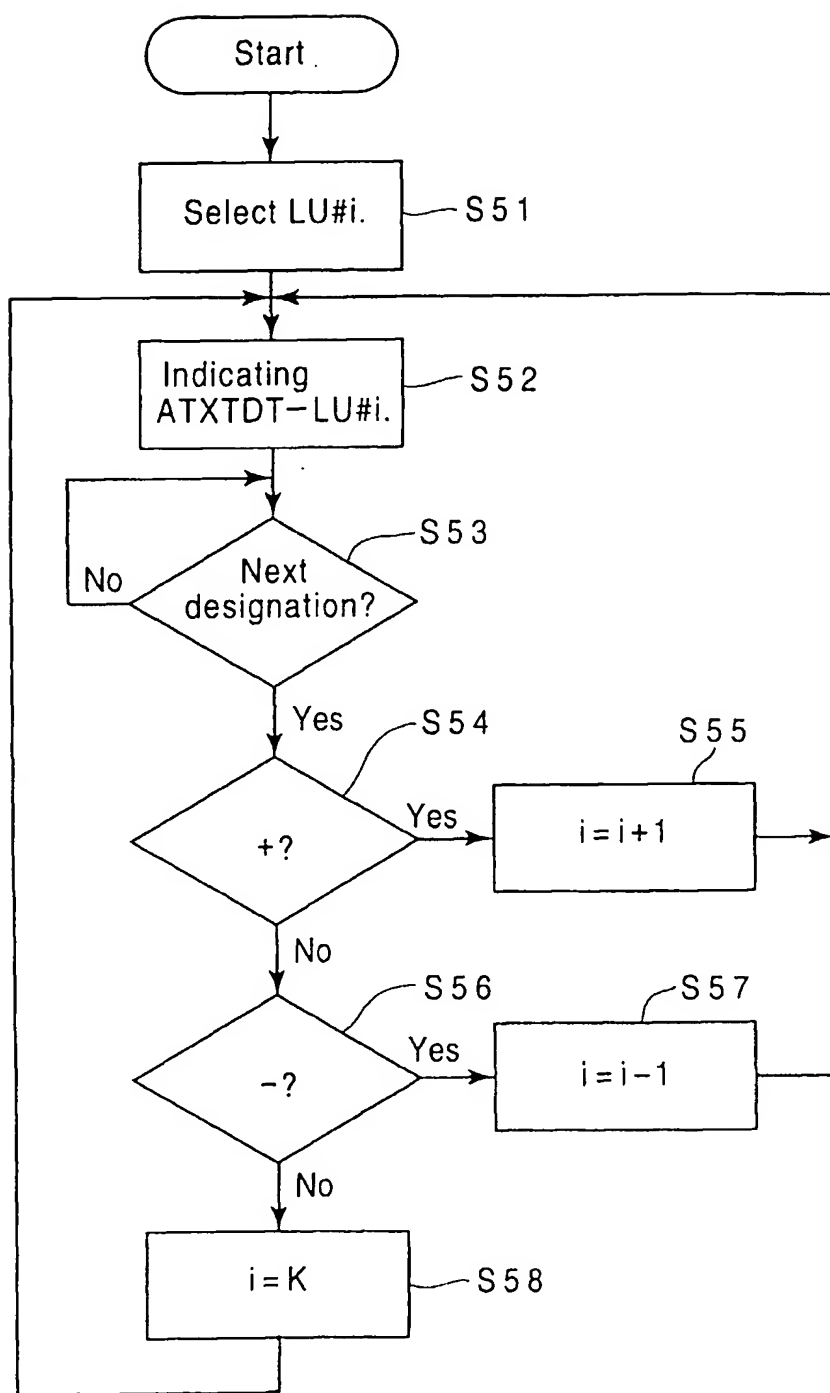 Start
Select LU#i.
S51
Indicating
ATXTDT-LU#i.
S52
Next
designation?
S53
No
Yes
S54
+?
Yes
S55
i=i+1
No
S56
-?
Yes
S57
i=i-1
No
i=K
S58